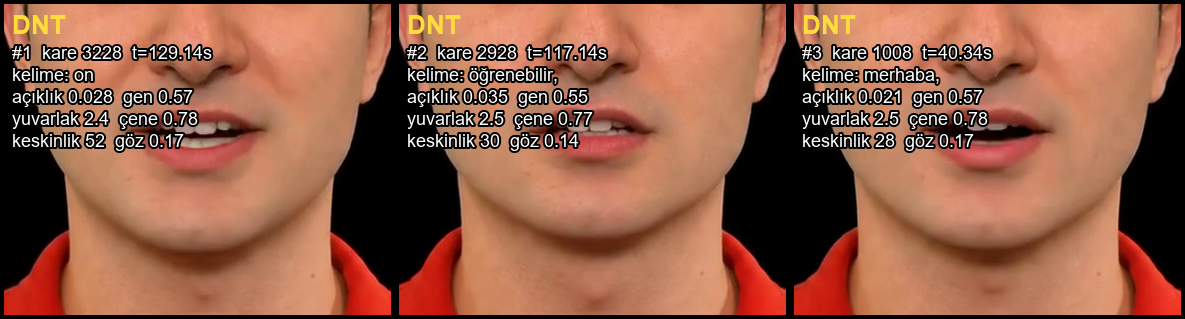 DNT
#1 kare 3228 t=129.14s
kelime: on
açıklık 0.028 gen 0.57
yuvarlak 2.4 çene 0.78
keskinlik 52 göz 0.17
DNT
#2 kare 2928 t=117.14s
kelime: öğrenebilir,
açıklık 0.035 gen 0.55
yuvarlak 2.5 çene 0.77
keskinlik 30 göz 0.14
DNT
#3 kare 1008 t=40.34s
kelime: merhaba,
açıklık 0.021 gen 0.57
yuvarlak 2.5 çene 0.78
keskinlik 28 göz 0.17